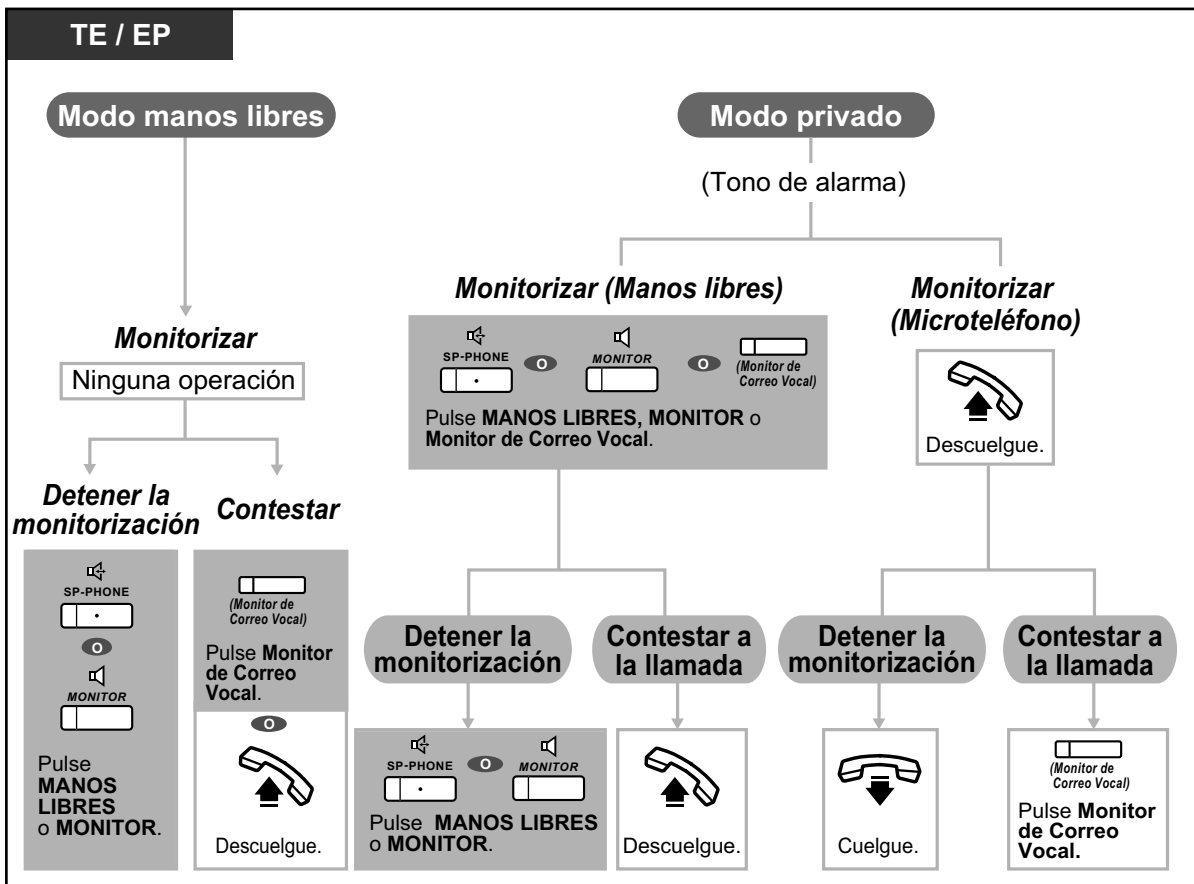 TE / EP
Modo manos libres
Monitorizar
Ninguna operación
Detener la
monitorización
SP-PHONE
O
MONITOR
Pulse
MANOS
LIBRES
o MONITOR.
Contestar
(Monitor de
Correo Vocal)
Pulse Monitor
de Correo
Vocal.
O
Descuelgue.
Modo privado
(Tono de alarma)
Monitorizar (Manos libres)
SP-PHONE
O
MONITOR
O
(Monitor de
Correo Vocal)
Pulse MANOS LIBRES, MONITOR o
Monitor de Correo Vocal.
Detener la
monitorización
SP-PHONE
O
MONITOR
Pulse MANOS LIBRES
o MONITOR.
Contestar a
la llamada
Descuelgue.
Monitorizar
(Microteléfono)
Descuelgue.
Detener la
monitorización
Cuelgue.
Contestar a
la llamada
(Monitor de
Correo Vocal)
Pulse Monitor
de Correo
Vocal.